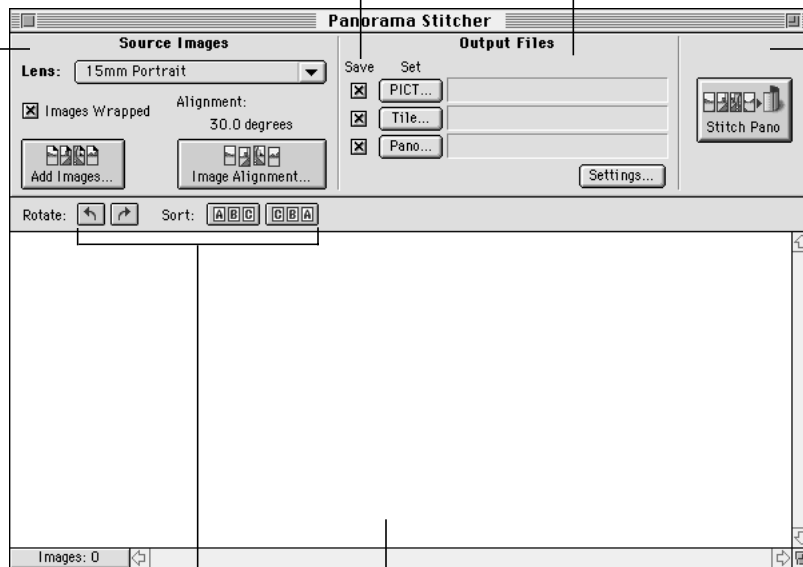 Panorama Stitcher
Source Images
Lens: 15mm Portrait
Images Wrapped
Alignment:
30.0 degrees
Add Images...
Image Alignment...
Output Files
Save Set
PICT...
Tile...
Pano...
Settings...
Stitch Pano
Rotate: Sort: ABC CBA
Images: 0